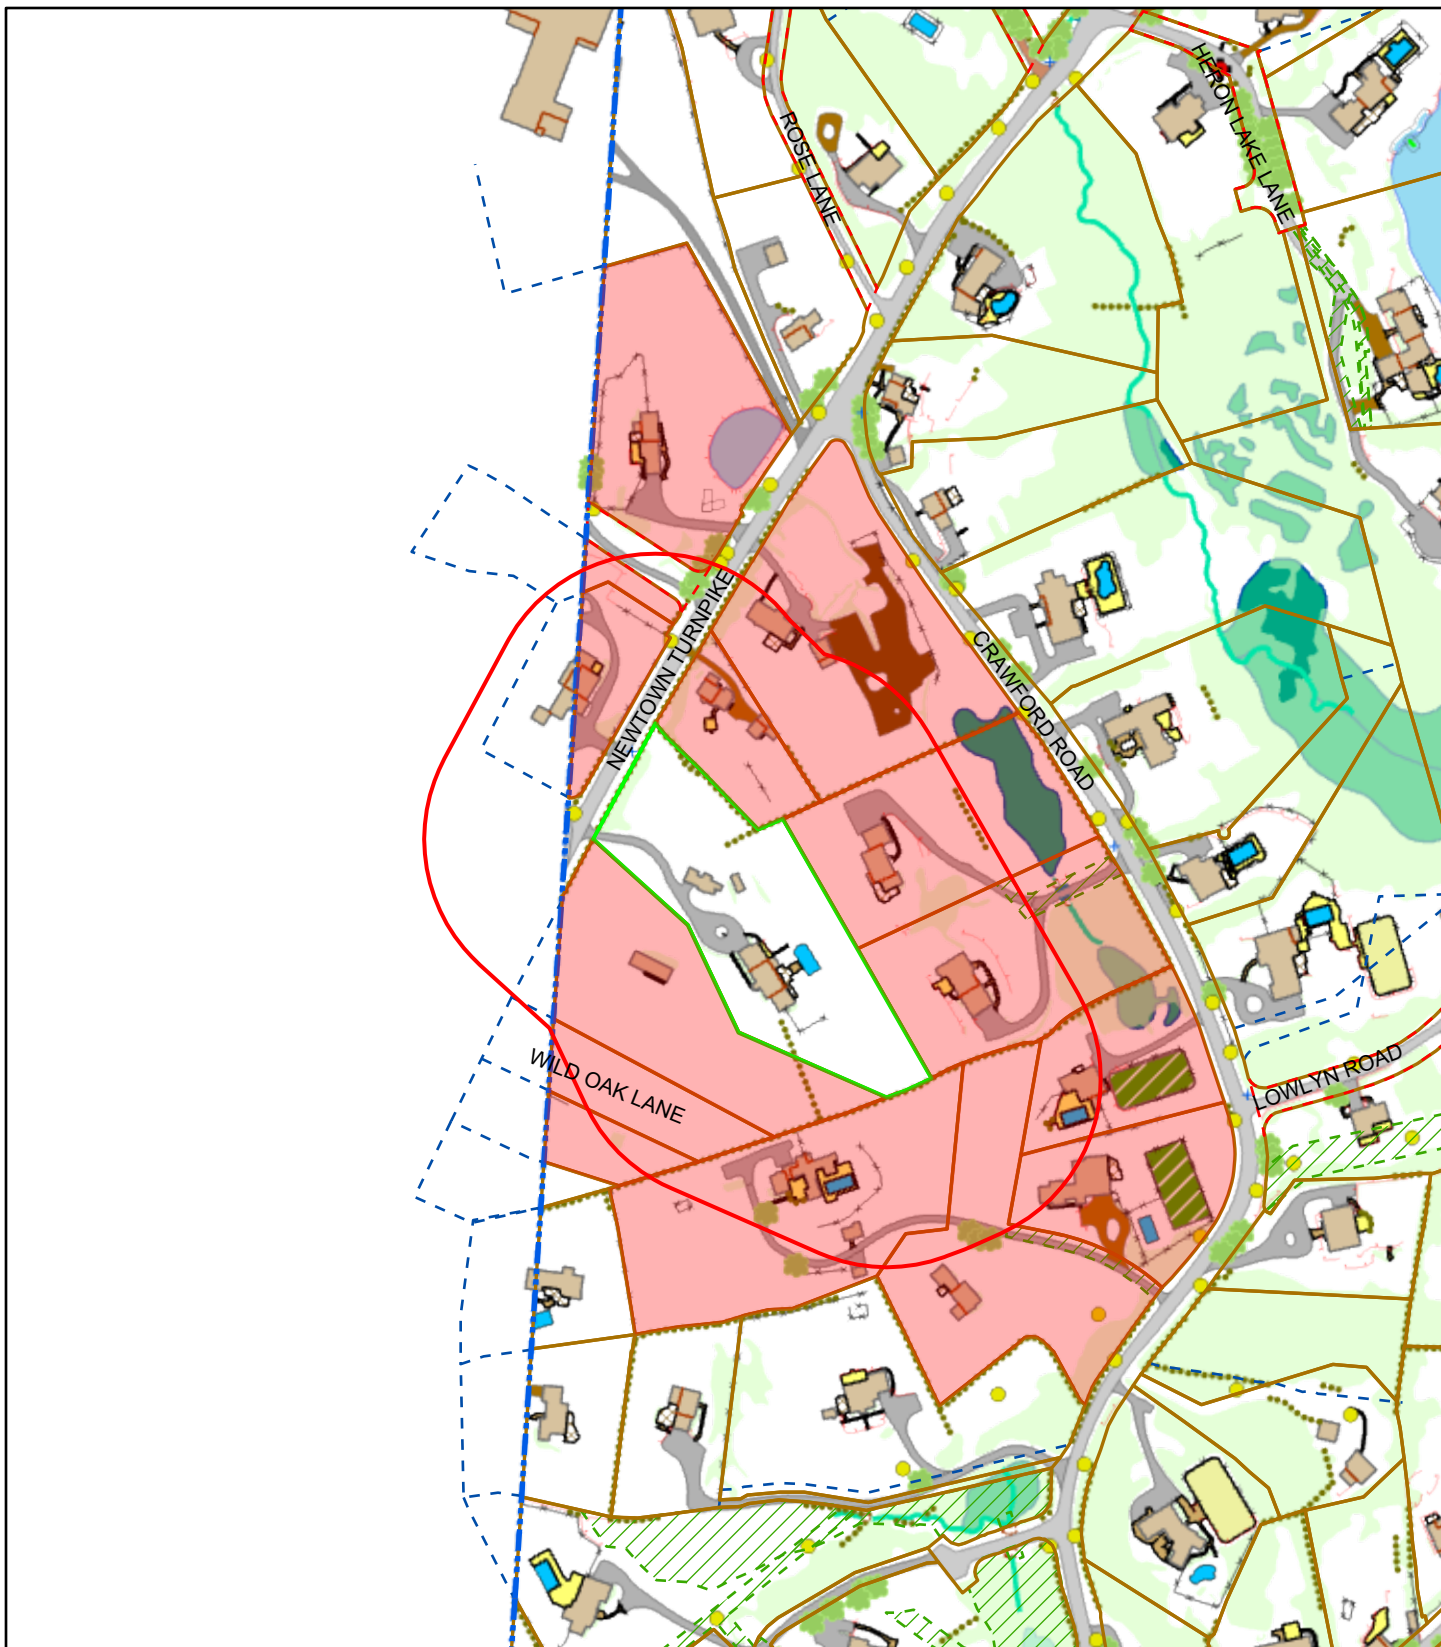 HERON LAKE LANE
ROSE LANE
NEWTOWN TURNPIKE
CRAWFORD ROAD
WILD OAK LANE
LOWLYN ROAD